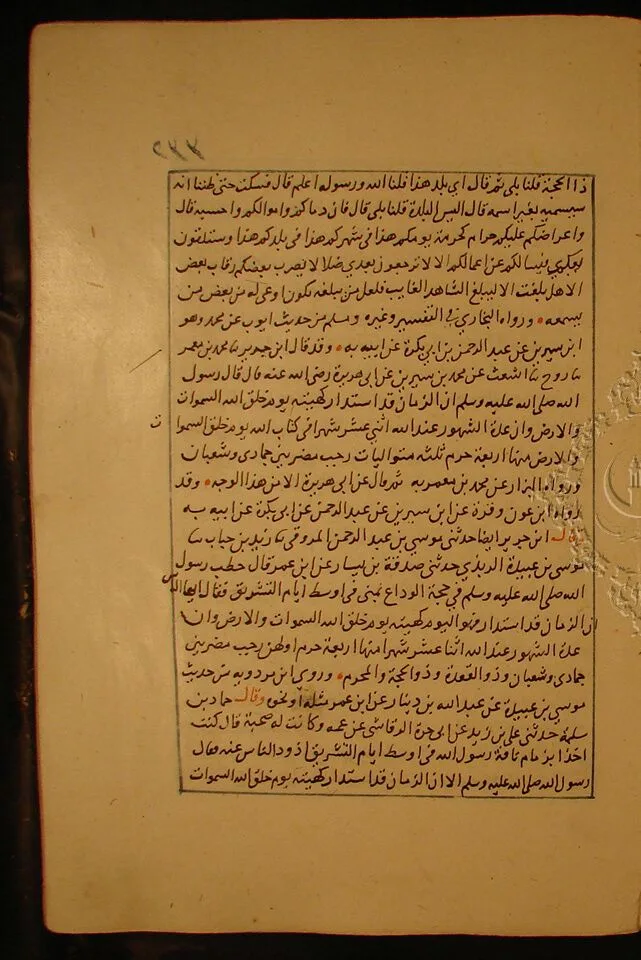 ذا الحجة قلنا بلى ثم قال اي بلد هذا قلنا الله ورسوله اعلم قال فسكت حتى ظننا انه
سيسميه بغير اسمه قال اليس البلدة قلنا بلى قال فان دماكم واموالكم واحسبه قال
واعراضكم عليكم حرام كحرمة يومكم هذا في شهركم هذا في بلدكم هذا وستلقون
ربكم فيسالكم عن اعمالكم الا لا ترجعون بعدي ضلالا يضرب بعضكم رقاب بعض
الا هل بلغت الا ليبلغ الشاهد الغايب فلعل من يبلغه يكون اوعى له من بعض من
يسمعه ورواه البخاري في التفسير وغيره ومسلم من حديث ايوب عن محمد وهو
ابن سيرين عن عبد الرحمن بن ابي بكرة عن ابيه به وقد قال ابن جرير ثنا محمد بن معمر
ثنا روح ثنا اشعث عن محمد بن سيرين عن ابي هريرة رضي الله عنه قال قال رسول
الله صلى الله عليه وسلم ان الزمان قد استدار كهيئته يوم خلق الله السموات
والارض وان عدة الشهور عند الله اثني عشر شهرا في كتاب الله يوم خلق السموا
ت
والارض منها اربعة حرم ثلثة متواليات رجب مضر بين جمادى وشعبان
ورواه البزار عن محمد بن معمر به ثم قال عن ابي هريرة الا من هذا الوجه وقد
رواه ابن عون وقرة عن ابن سيرين عن عبد الرحمن عن ابي بكرة عن ابيه به
وقال ابن جرير ايضا حدثني موسى بن عبد الرحمن المروقي ثنا زيد بن حباب ثنا
موسى بن عبيدة الربذي حدثني صدقة بن يسار عن ابن عمر قال خطب رسول
الله صلى الله عليه وسلم في حجة الوداع بمنى في اوسط ايام التشريق فقال ايها الناس
ان الزمان قد استدار فهو اليوم كهيئته يوم خلق الله السموات والارض وان
عدة الشهور عند الله اثنا عشر شهرا منها اربعة حرم اولهن رجب مضر بين
جمادى وشعبان وذو القعدة وذو الحجة والمحرم وروى ابن مردويه من حديث
موسى بن عبيدة عن عبد الله بن دينار عن ابن عمر مثله او نحوه وقال حماد بن
سلمة حدثني علي بن زيد عن ابي حرة الرقاشي عن عمه وكانت له صحبة قال كنت
اخذا بزمام ناقة رسول الله في اوسط ايام التشريق اذود الناس عنه فقال
رسول الله صلى الله عليه وسلم الا ان الزمان قد استدار كهيئته يوم خلق الله السموات